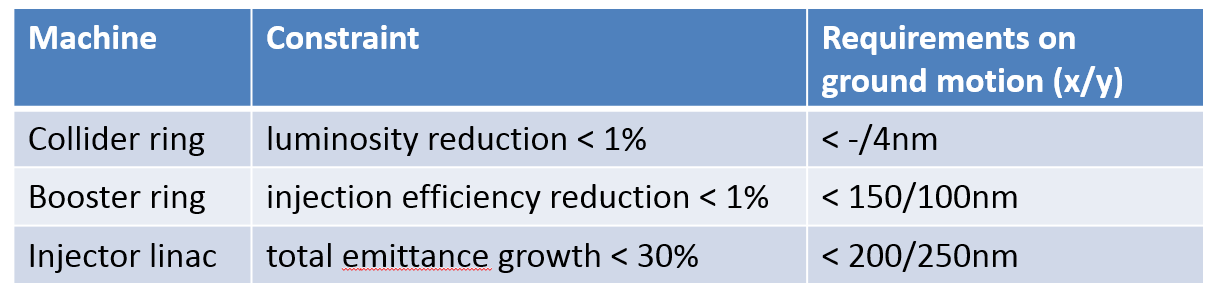 Machine Constraint Requirements on
ground motion (x/y)
Collider ring luminosity reduction < 1% < -/4nm
Booster ring injection efficiency reduction < 1% < 150/100nm
Injector linac total emittance growth < 30% < 200/250nm